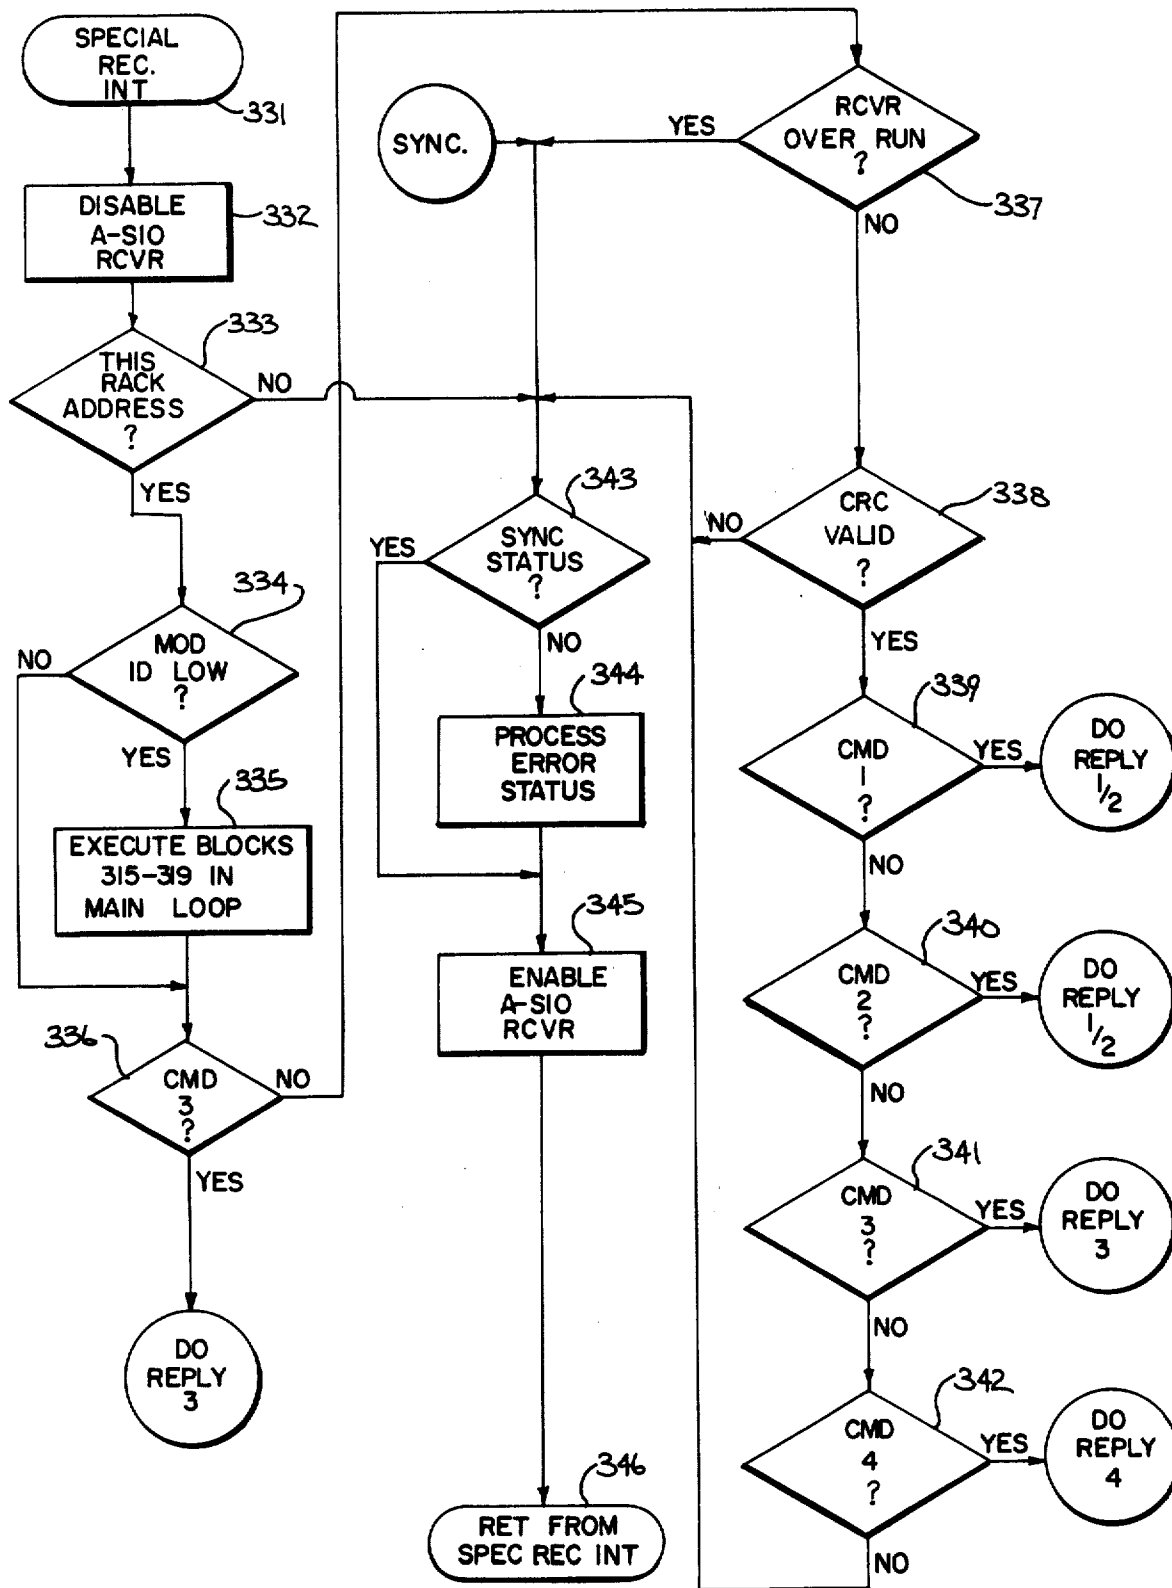 SPECIAL
REC.
INT
331
DISABLE
A-SIO
RCVR
332
THIS
RACK
ADDRESS
?
333
NO
YES
MOD
ID LOW
?
334
NO
YES
EXECUTE BLOCKS
315-319 IN
MAIN LOOP
335
CMD
3
?
336
NO
YES
DO
REPLY
3
SYNC.
SYNC
STATUS
?
343
YES
NO
PROCESS
ERROR
STATUS
344
ENABLE
A-SIO
RCVR
345
RET FROM
SPEC REC INT
346
RCVR
OVER RUN
?
337
YES
NO
CRC
VALID
?
338
NO
YES
CMD
1
?
339
YES
DO
REPLY
1/2
NO
CMD
2
?
340
YES
DO
REPLY
1/2
NO
CMD
3
?
341
YES
DO
REPLY
3
NO
CMD
4
?
342
YES
DO
REPLY
4
NO